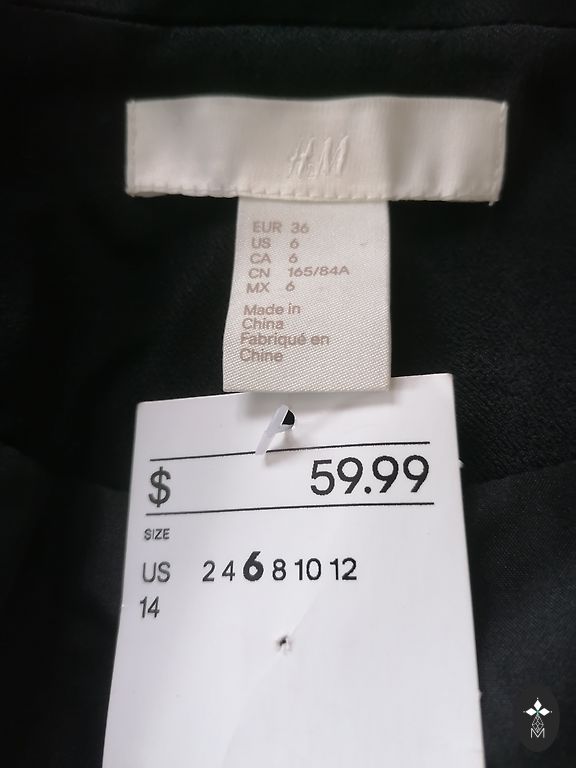 H&M
EUR 36
US 6
CA 6
CN 165/84A
MX 6
Made in
China
Fabriqué en
Chine
$ 59.99
SIZE
US 2 4 6 8 10 12
14
M